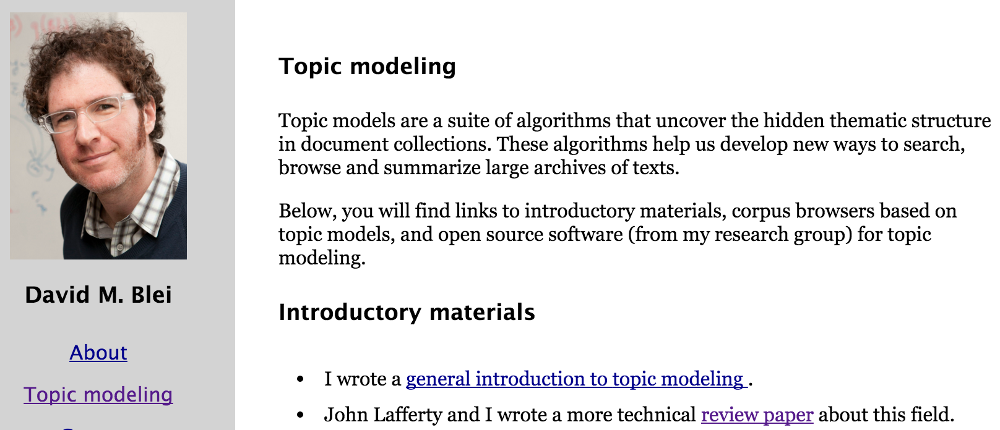 David M. Blei
About
Topic modeling
Topic modeling
Topic models are a suite of algorithms that uncover the hidden thematic structure
in document collections. These algorithms help us develop new ways to search,
browse and summarize large archives of texts.
Below, you will find links to introductory materials, corpus browsers based on
topic models, and open source software (from my research group) for topic
modeling.
Introductory materials
• I wrote a general introduction to topic modeling .
• John Lafferty and I wrote a more technical review paper about this field.